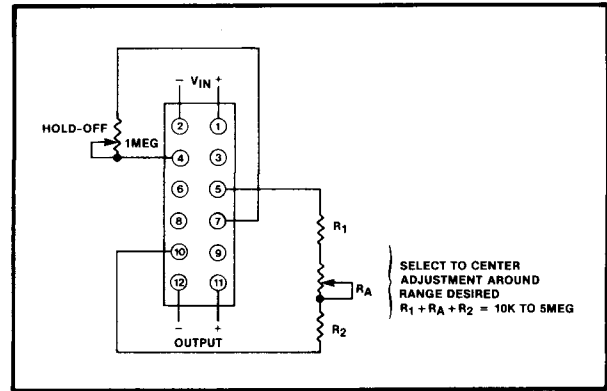 − VIN +
HOLD-OFF
1MEG
2 1
4 3
6 5
8 7
10 9
12 11
− +
OUTPUT
R1
RA
R2
SELECT TO CENTER
ADJUSTMENT AROUND
RANGE DESIRED
R1 + RA + R2 = 10K TO 5MEG